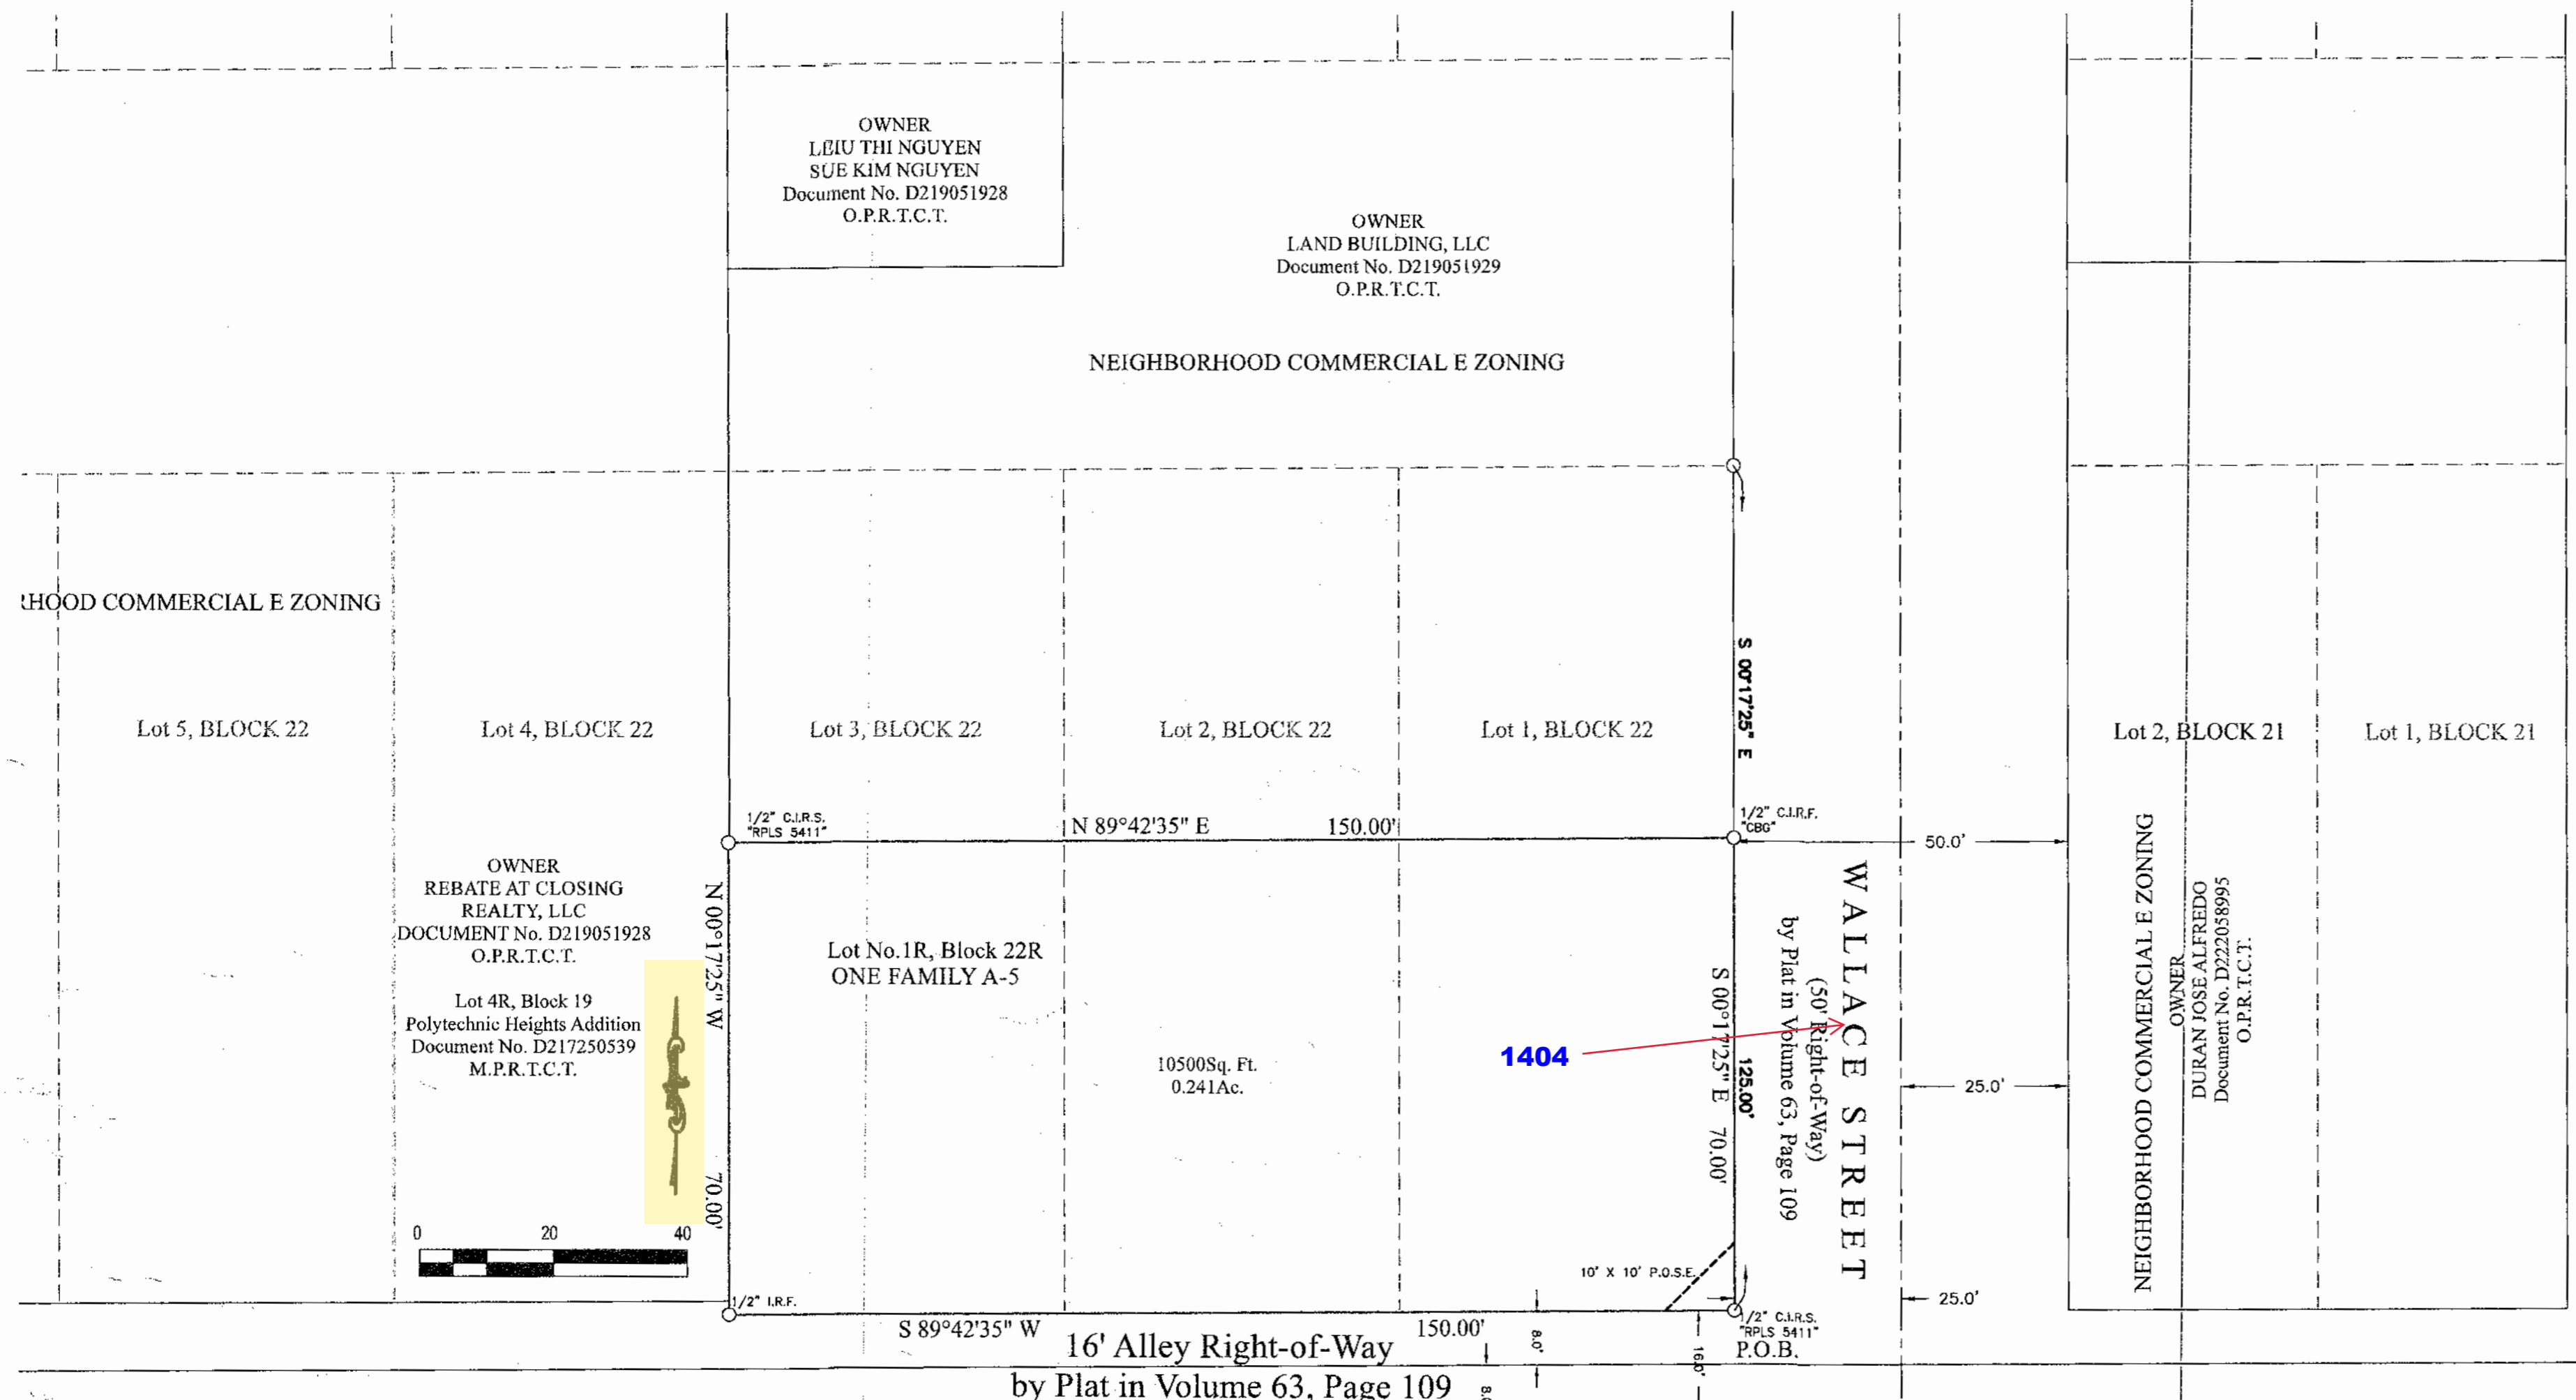 OWNER
LEIU THI NGUYEN
SUE KIM NGUYEN
Document No. D219051928
O.P.R.T.C.T.
OWNER
LAND BUILDING, LLC
Document No. D219051929
O.P.R.T.C.T.
NEIGHBORHOOD COMMERCIAL E ZONING
RHOOD COMMERCIAL E ZONING
S 00°17'25" E
125.00'
Lot 5, BLOCK 22
Lot 4, BLOCK 22
Lot 3, BLOCK 22
Lot 2, BLOCK 22
Lot 1, BLOCK 22
Lot 2, BLOCK 21
Lot 1, BLOCK 21
1/2" C.I.R.S.
"RPLS 5411"
N 89°42'35" E 150.00'
1/2" C.I.R.F.
"CBG"
50.0'
OWNER
REBATE AT CLOSING
REALTY, LLC
DOCUMENT No. D219051928
O.P.R.T.C.T.
Lot 4R, Block 19
Polytechnic Heights Addition
Document No. D217250539
M.P.R.T.C.T.
N 00°17'25" W 70.00'
Lot No.1R, Block 22R
ONE FAMILY A-5
10500Sq. Ft.
0.241Ac.
1404
S 00°17'25" E 70.00'
WALLACE STREET
(50' Right-of-Way)
by Plat in Volume 63, Page 109
25.0'
25.0'
NEIGHBORHOOD COMMERCIAL E ZONING
OWNER
DURAN JOSE ALFREDO
Document No. D222058995
O.P.R.T.C.T.
0 20 40
10' X 10' P.O.S.E.
1/2" I.R.F.
S 89°42'35" W 150.00'
1/2" C.I.R.S.
"RPLS 5411"
P.O.B.
16' Alley Right-of-Way
by Plat in Volume 63, Page 109
8.0'
16.0'